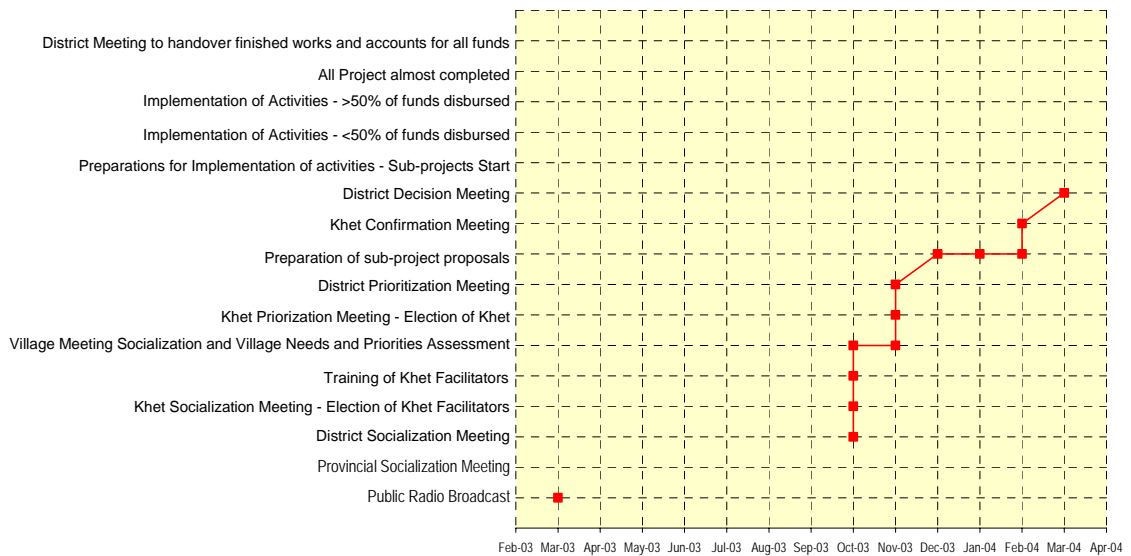 District Meeting to handover finished works and accounts for all funds
All Project almost completed
Implementation of Activities - >50% of funds disbursed
Implementation of Activities - <50% of funds disbursed
Preparations for Implementation of activities - Sub-projects Start
District Decision Meeting
Khet Confirmation Meeting
Preparation of sub-project proposals
District Prioritization Meeting
Khet Priorization Meeting - Election of Khet
Village Meeting Socialization and Village Needs and Priorities Assessment
Training of Khet Facilitators
Khet Socialization Meeting - Election of Khet Facilitators
District Socialization Meeting
Provincial Socialization Meeting
Public Radio Broadcast
Feb-03 Mar-03 Apr-03 May-03 Jun-03 Jul-03 Aug-03 Sep-03 Oct-03 Nov-03 Dec-03 Jan-04 Feb-04 Mar-04 Apr-04